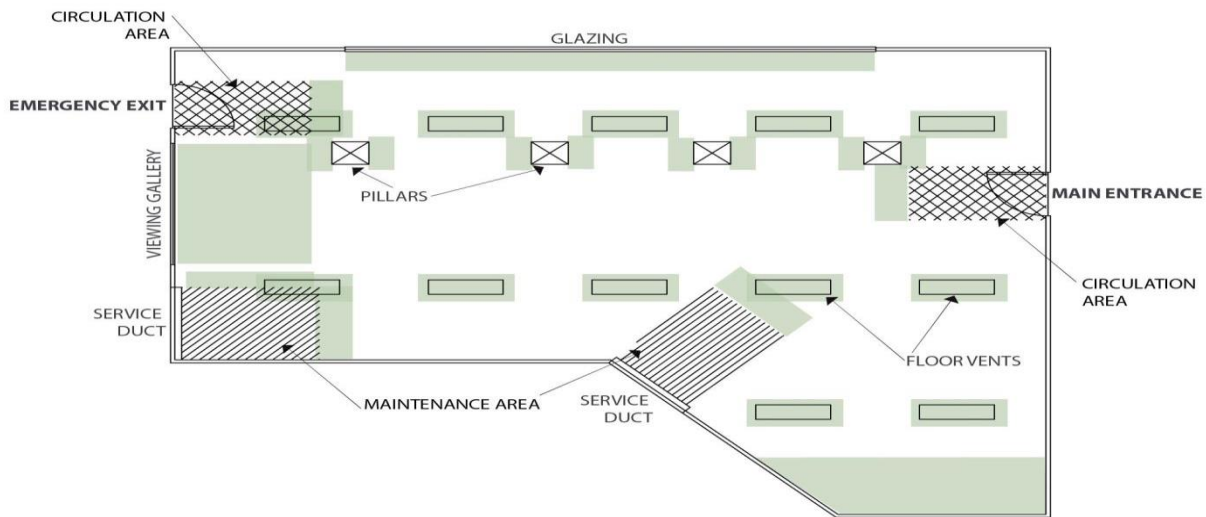 CIRCULATION
AREA
GLAZING
EMERGENCY EXIT
VIEWING GALLERY
PILLARS
MAIN ENTRANCE
SERVICE
DUCT
CIRCULATION
AREA
FLOOR VENTS
MAINTENANCE AREA
SERVICE
DUCT